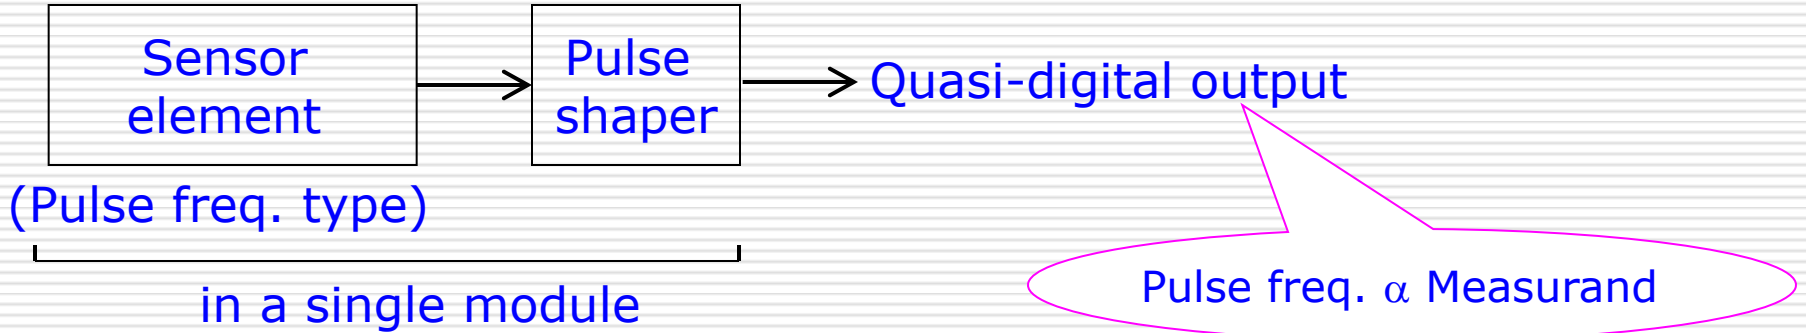 Sensor
element
Pulse
shaper
Quasi-digital output
(Pulse freq. type)
in a single module
Pulse freq. α Measurand